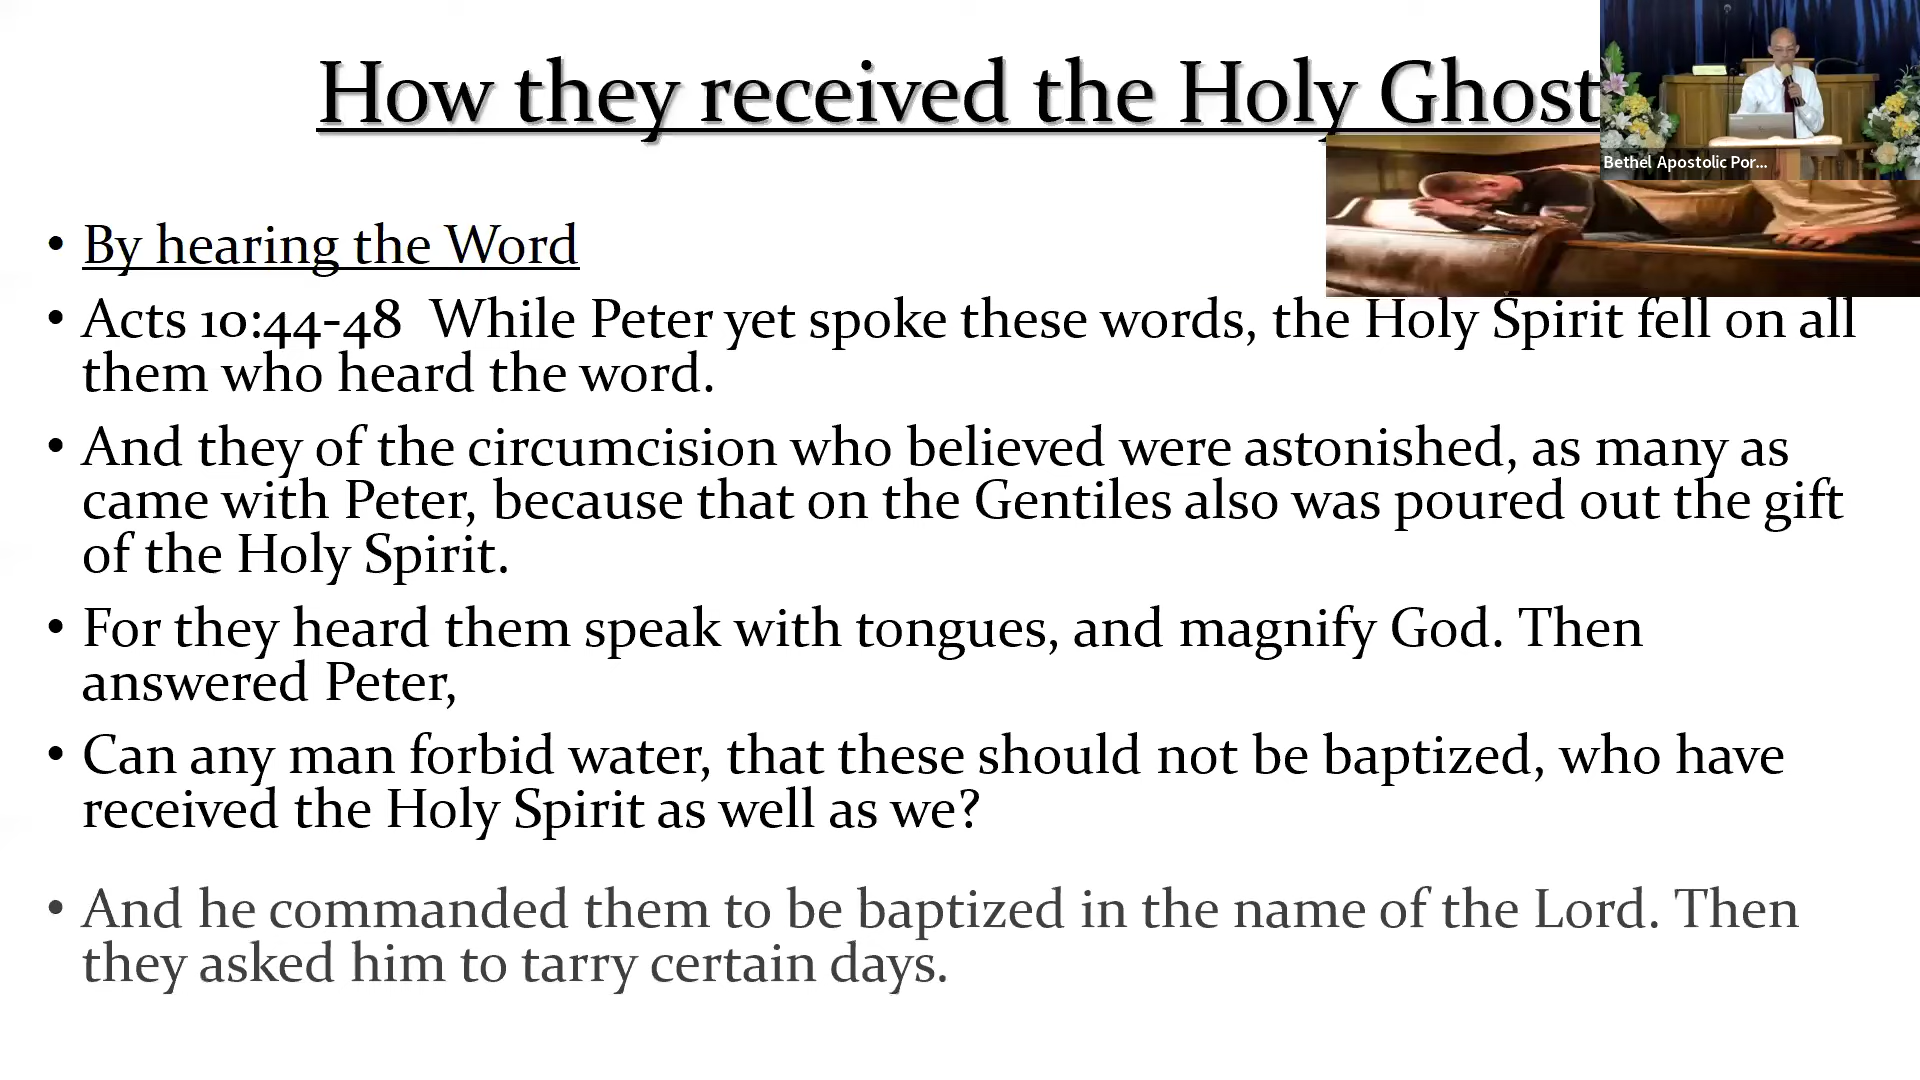 How they received the Holy Ghost
Bethel Apostolic Por...
• By hearing the Word
• Acts 10:44-48 While Peter yet spoke these words, the Holy Spirit fell on all
them who heard the word.
• And they of the circumcision who believed were astonished, as many as
came with Peter, because that on the Gentiles also was poured out the gift
of the Holy Spirit.
• For they heard them speak with tongues, and magnify God. Then
answered Peter,
• Can any man forbid water, that these should not be baptized, who have
received the Holy Spirit as well as we?
• And he commanded them to be baptized in the name of the Lord. Then
they asked him to tarry certain days.